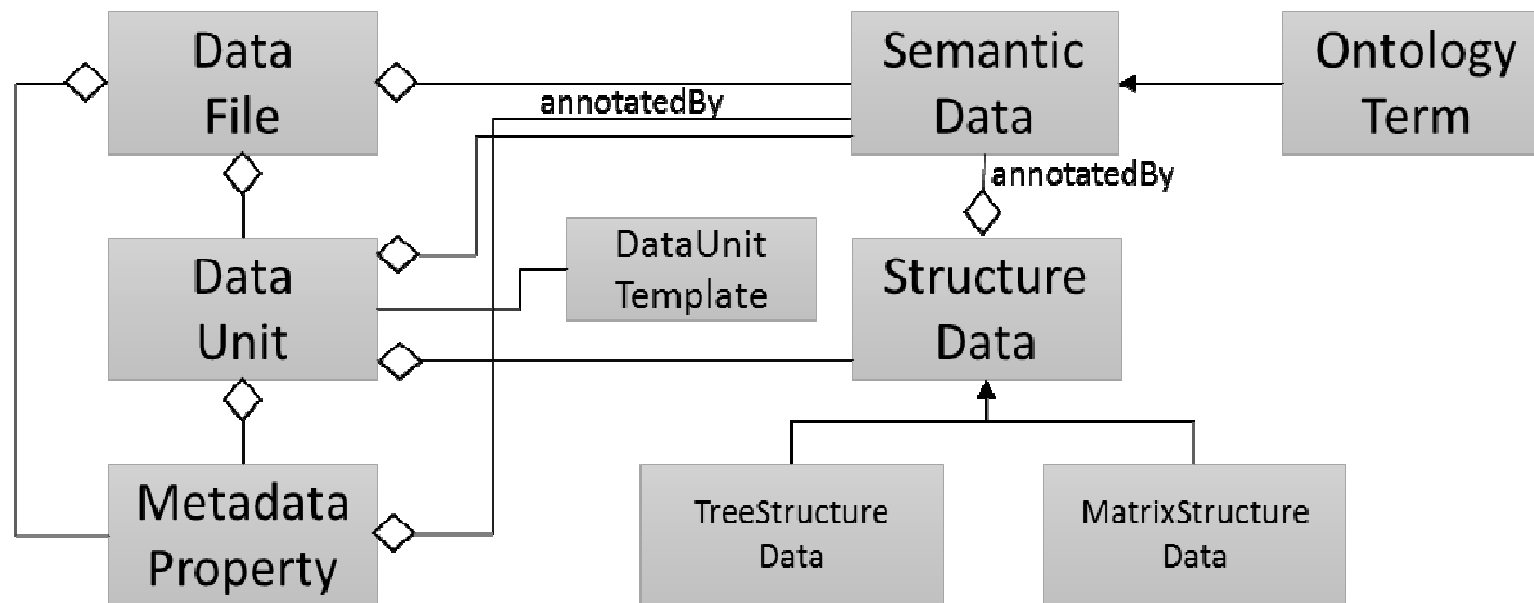 Data
File
Semantic
Data
Ontology
Term
annotatedBy
annotatedBy
Data
Unit
DataUnit
Template
Structure
Data
Metadata
Property
TreeStructure
Data
MatrixStructure
Data